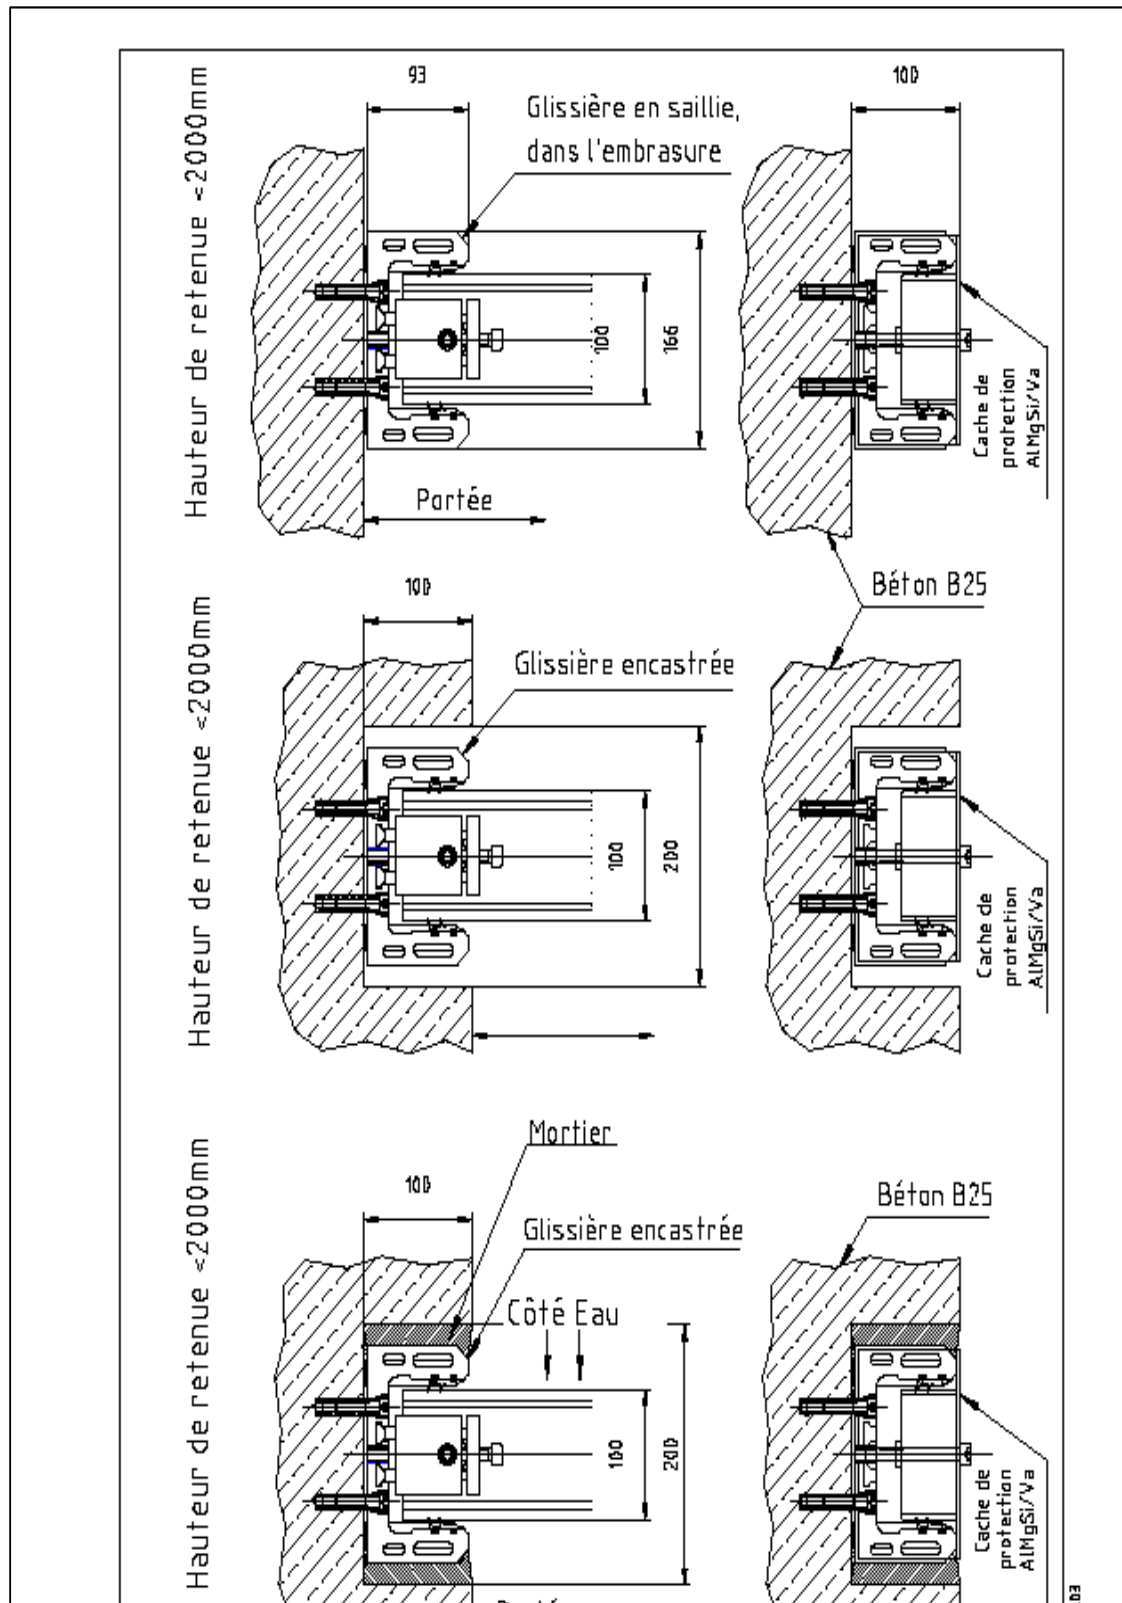 Hauteur de retenue <2000mm
93
Glissière en saillie,
dans l'embrasure
100
166
Portée
100
Cache de
protection
AlMgSi/Va
Béton B25
Hauteur de retenue <2000mm
100
Glissière encastrée
100
200
Cache de
protection
AlMgSi/Va
Hauteur de retenue <2000mm
Mortier
100
Glissière encastrée
Côté Eau
100
200
Béton B25
Cache de
protection
AlMgSi/Va